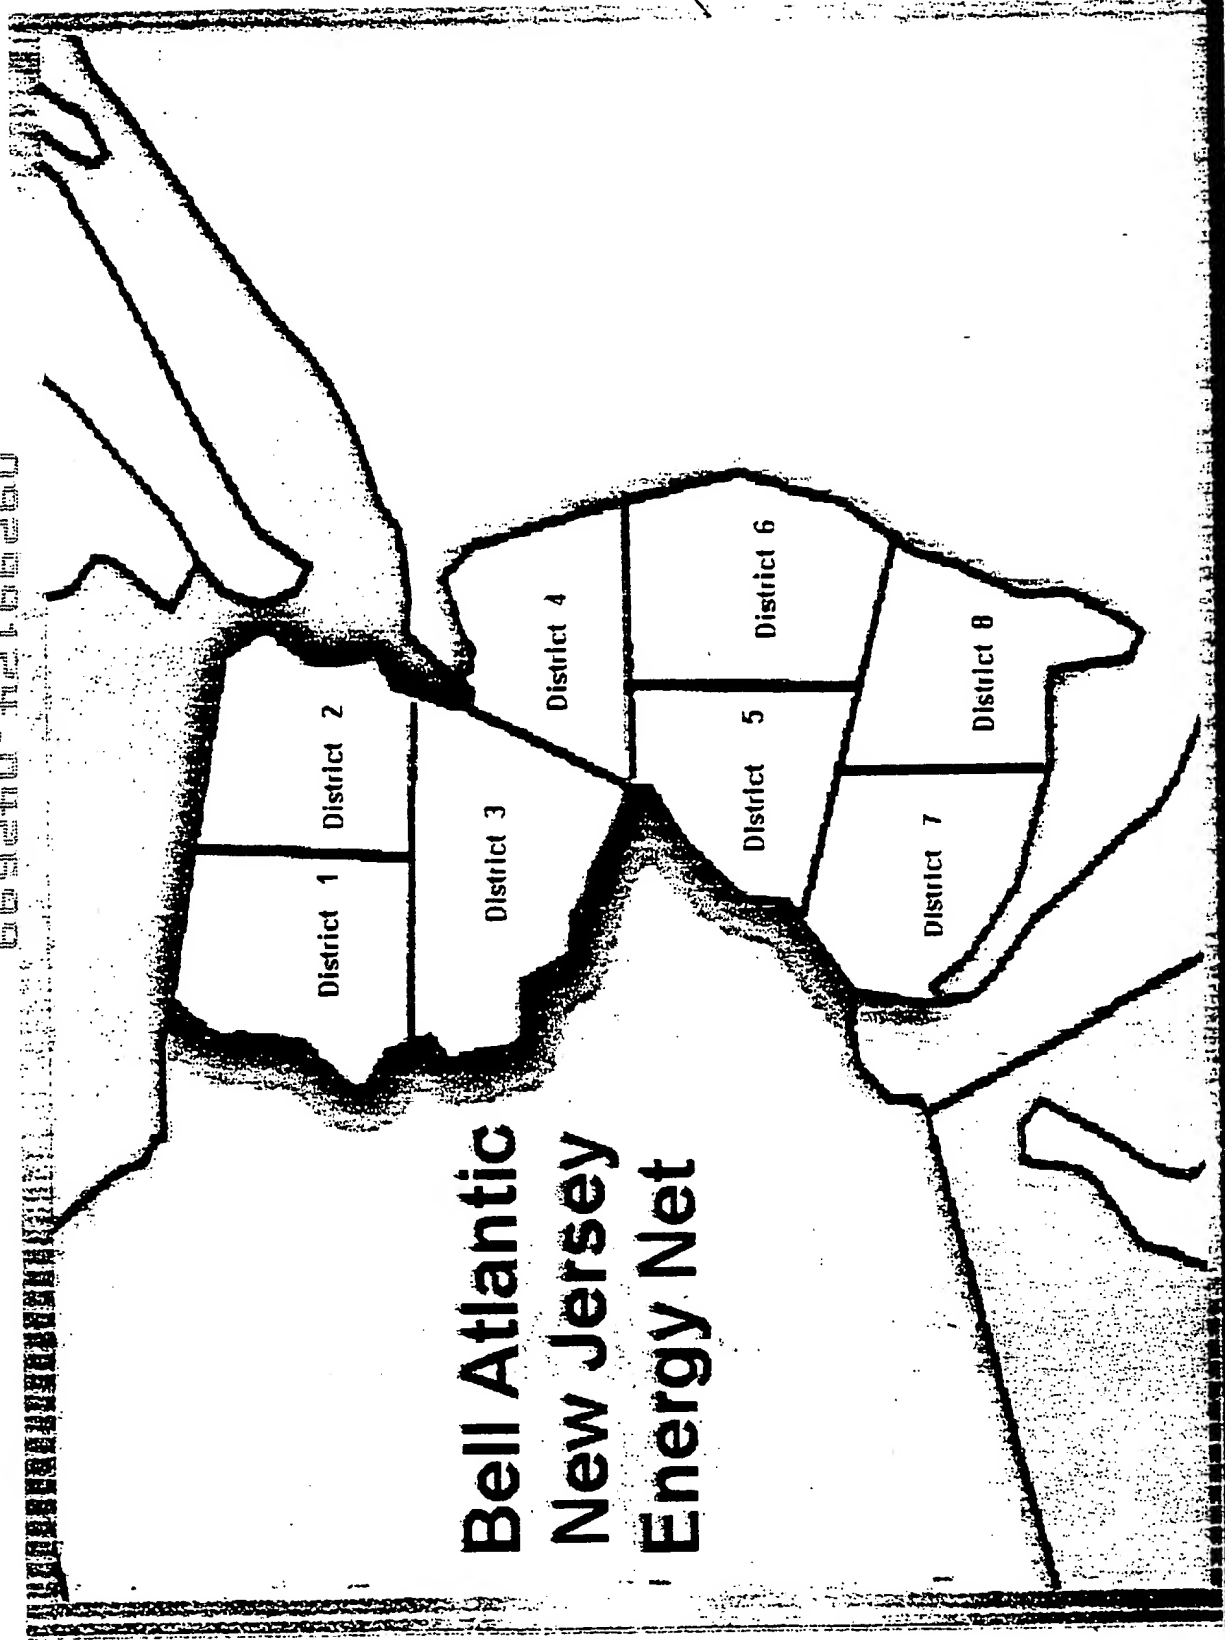 Bell Atlantic
New Jersey
Energy Net
District 1
District 2
District 3
District 4
District 5
District 6
District 7
District 8